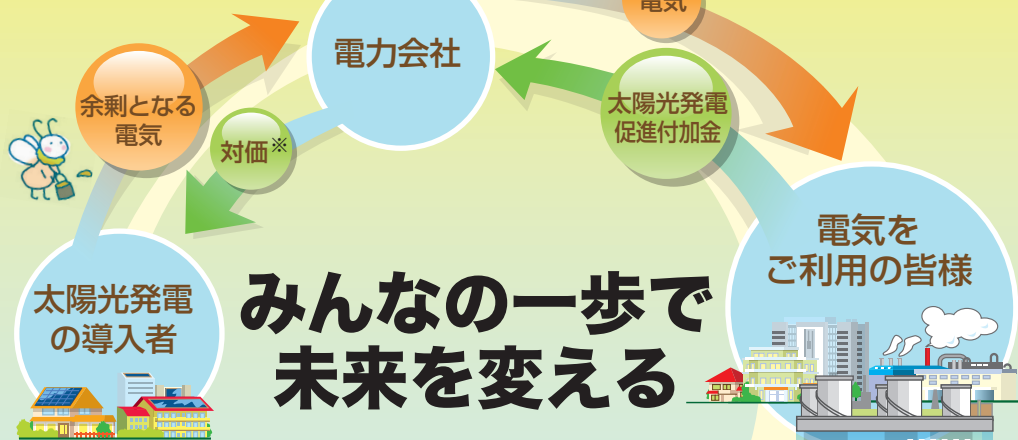 電気
電力会社
余剰となる
電気
対価※
太陽光発電
促進付加金
電気を
ご利用の皆様
太陽光発電
の導入者
みんなの一歩で
未来を変える